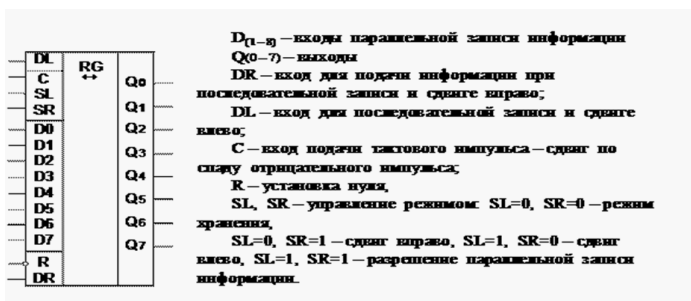 D(1–8) – входы параллельной записи информации
Q(0–7) – выходы
DR – вход для подачи информации при
последовательной записи и сдвиге вправо;
DL – вход для последовательной записи и сдвиге
влево;
C – вход подачи тактового импульса – сдвиг по
спаду отрицательного импульса;
R – установка нуля,
SL, SR – управление режимом: SL=0, SR=0 – режим
хранения,
SL=0, SR=1 – сдвиг вправо, SL=1, SR=0 – сдвиг
влево, SL=1, SR=1 – разрешение параллельной записи
информации.
DL
C
SL
SR
D0
D1
D2
D3
D4
D5
D6
D7
R
DR
RG
↔
Q0
Q1
Q2
Q3
Q4
Q5
Q6
Q7